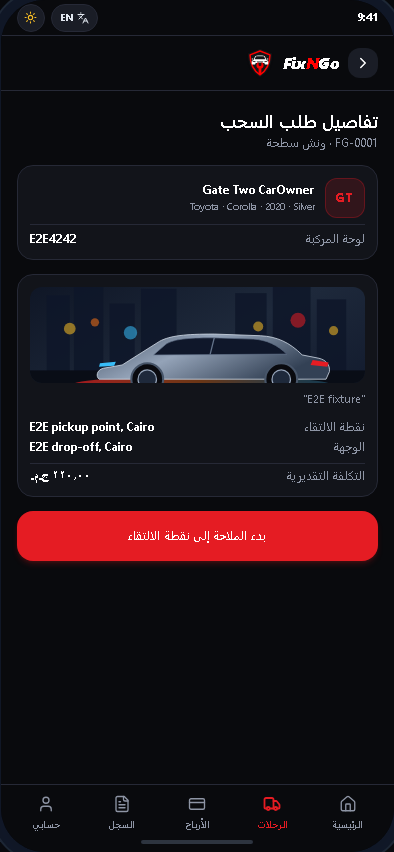 9:41
EN
FixNGo
تفاصيل طلب السحب
FG-0001 · ونش سطحة
GT
Gate Two CarOwner
Toyota · Corolla · 2020 · Silver
لوحة المركبة
E2E4242
"E2E fixture"
نقطة الالتقاء
E2E pickup point, Cairo
الوجهة
E2E drop-off, Cairo
التكلفة التقديرية
٢٢٠٫٠٠ ج.م.
بدء الملاحة إلى نقطة الالتقاء
الرئيسية
الرحلات
الأرباح
السجل
حسابي